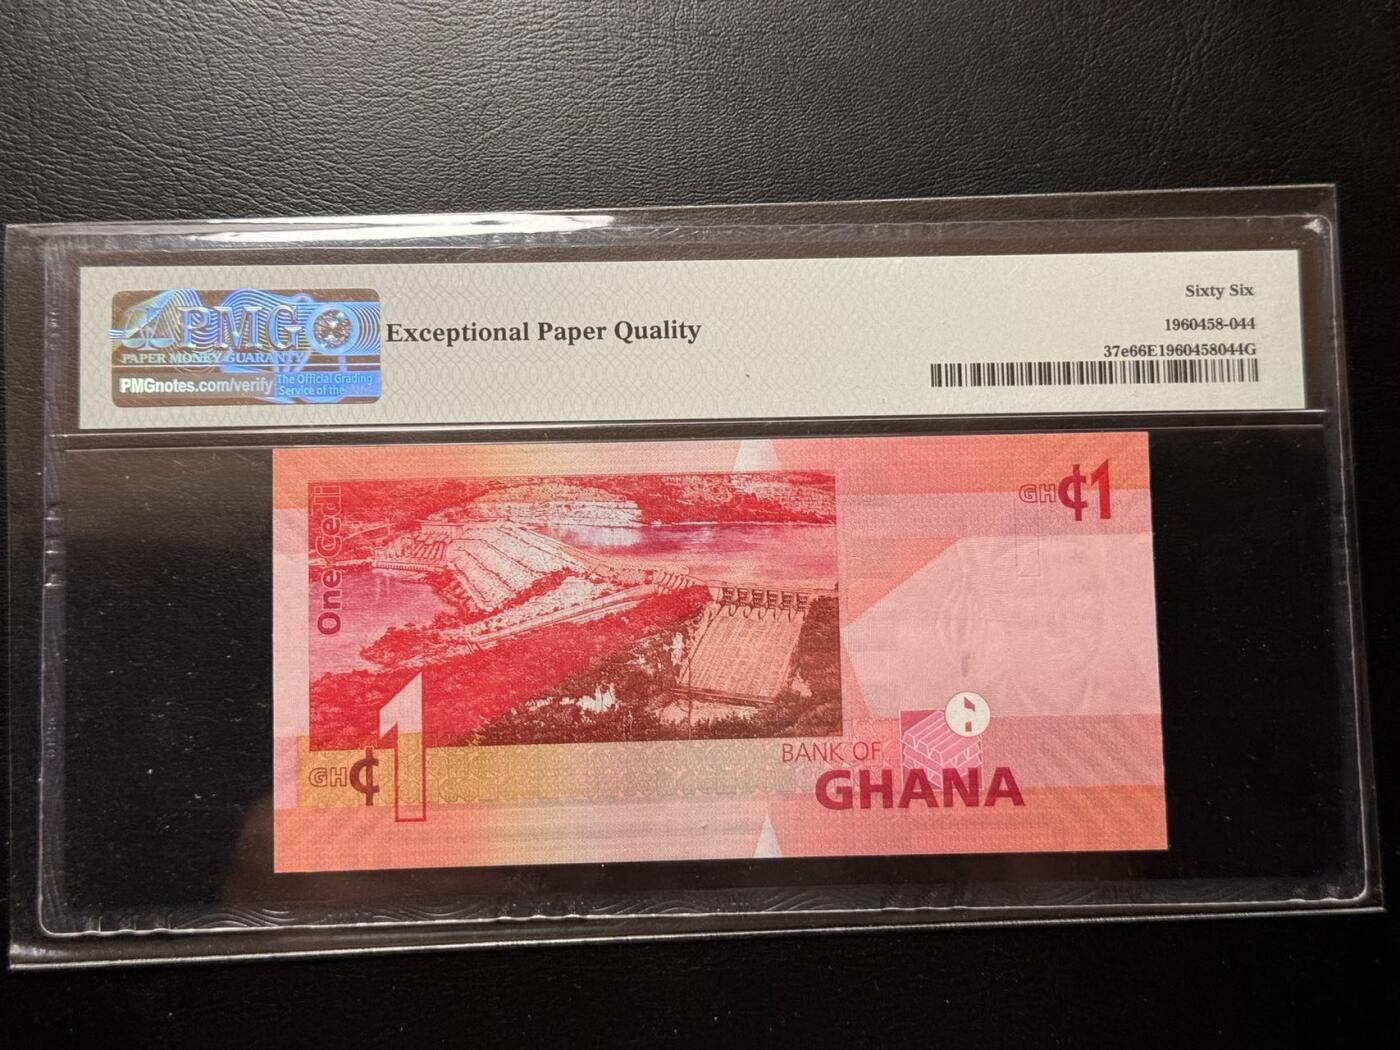 PMG
PAPER MONEY GUARANTY
PMGnotes.com/verify
The Official Grading
Service of the
Exceptional Paper Quality
Sixty Six
1960458-044
37e66E1960458044G
One Cedi
GH₵1
GH₵1
BANK OF
GHANA